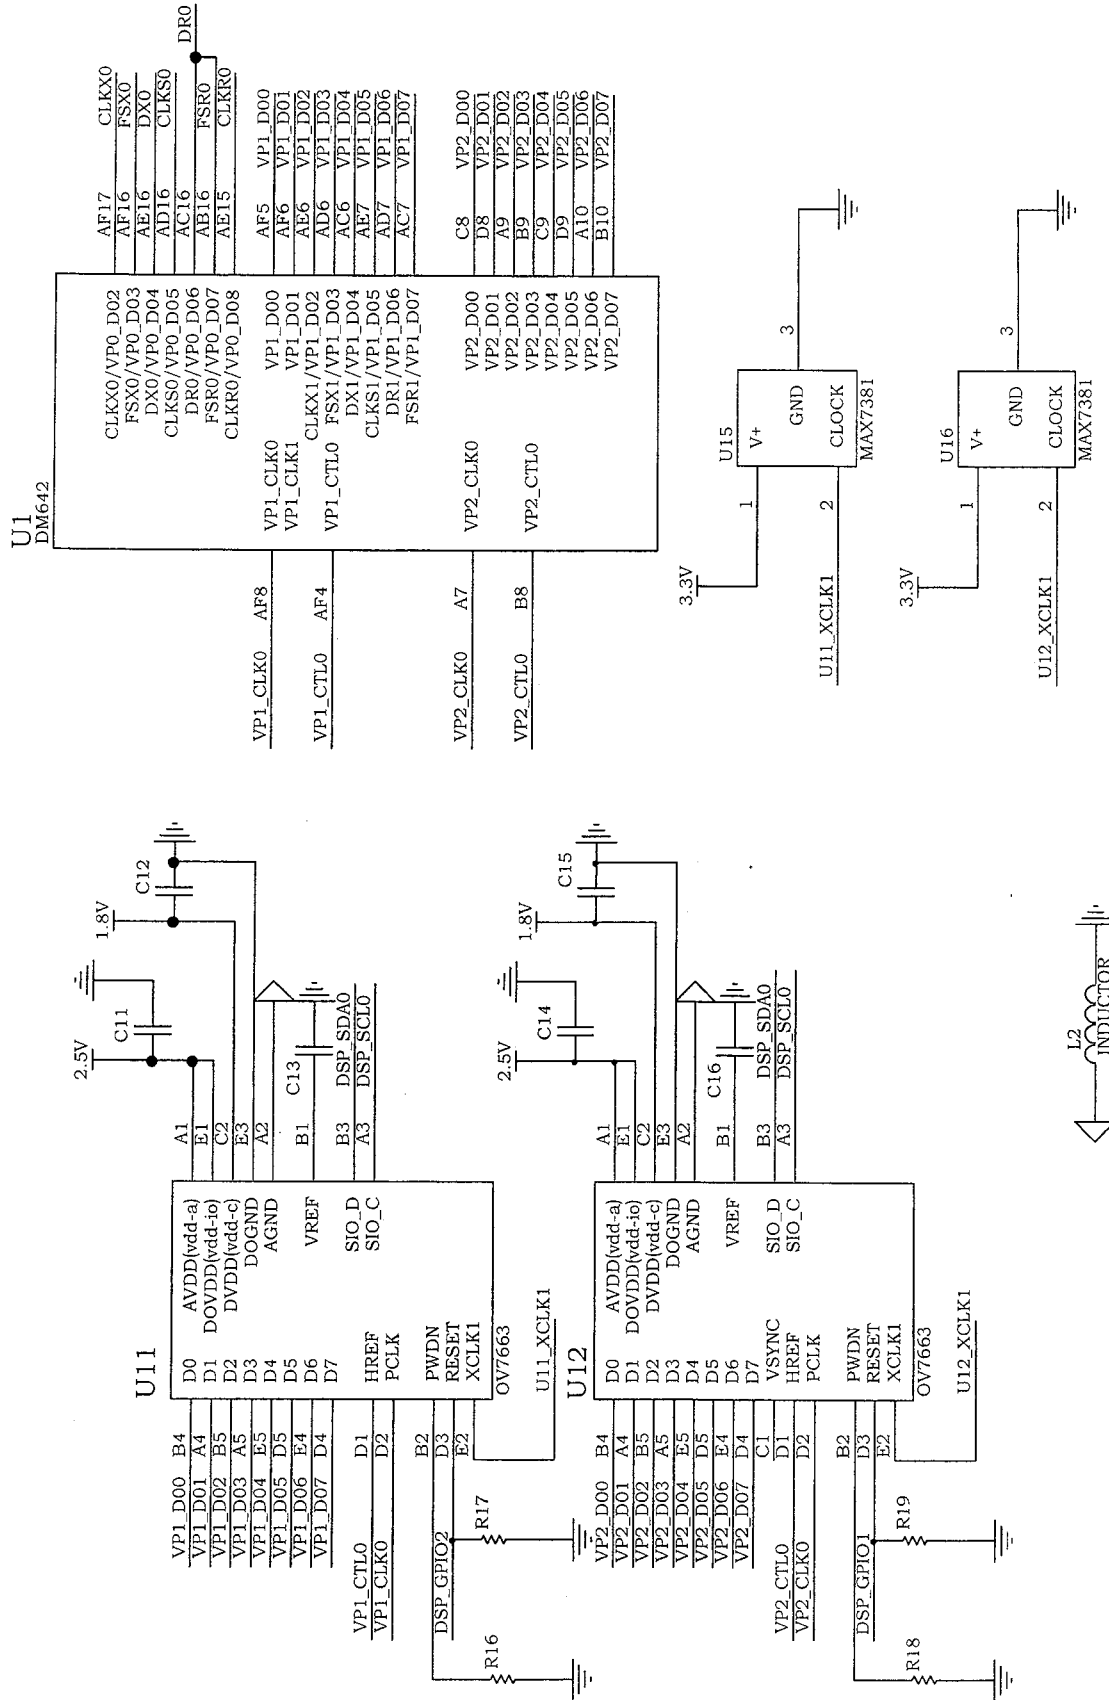 U1
DM642
CLKX0/VP0_D02 AF17 CLKX0
FSX0/VP0_D03 AF16 FSX0
DX0/VP0_D04 AE16 DX0
CLKS0/VP0_D05 AD16 CLKS0
DR0/VP0_D06 AC16 DR0
FSR0/VP0_D07 AB16 FSR0
CLKR0/VP0_D08 AE15 CLKR0
VP1_CLK0 AF8 VP1_CLK0 VP1_D00 AF5 VP1_D00
VP1_CLK1 VP1_D01 AF6 VP1_D01
CLKX1/VP1_D02 AE6 VP1_D02
VP1_CTL0 AF4 VP1_CTL0 FSX1/VP1_D03 AD6 VP1_D03
DX1/VP1_D04 AC6 VP1_D04
CLKS1/VP1_D05 AE7 VP1_D05
DR1/VP1_D06 AD7 VP1_D06
FSR1/VP1_D07 AC7 VP1_D07
VP2_CLK0 A7 VP2_CLK0 VP2_D00 C8 VP2_D00
VP2_D01 D8 VP2_D01
VP2_D02 A9 VP2_D02
VP2_CTL0 B8 VP2_CTL0 VP2_D03 B9 VP2_D03
VP2_D04 C9 VP2_D04
VP2_D05 D9 VP2_D05
VP2_D06 A10 VP2_D06
VP2_D07 B10 VP2_D07
U15
3.3V 1 V+
GND 3
U11_XCLK1 2 CLOCK
MAX7381
U16
3.3V 1 V+
GND 3
U12_XCLK1 2 CLOCK
MAX7381
U11
2.5V C11
1.8V C12
VP1_D00 B4 D0 AVDD(vdd-a) A1
VP1_D01 A4 D1 DOVDD(vdd-io) E1
VP1_D02 B5 D2 DVDD(vdd-c) C2
VP1_D03 A5 D3 DOGND E3
VP1_D04 E5 D4 AGND A2
VP1_D05 D5 D5
VP1_D06 E4 D6 VREF B1 C13
VP1_D07 D4 D7
SIO_D B3 DSP_SDA0
VP1_CTL0 D1 HREF SIO_C A3 DSP_SCL0
VP1_CLK0 D2 PCLK
B2 PWDN
DSP_GPIO2 D3 RESET
E2 XCLK1
OV7663
R16 R17 U11_XCLK1
U12
2.5V C14
1.8V C15
VP2_D00 B4 D0 AVDD(vdd-a) A1
VP2_D01 A4 D1 DOVDD(vdd-io) E1
VP2_D02 B5 D2 DVDD(vdd-c) C2
VP2_D03 A5 D3 DOGND E3
VP2_D04 E5 D4 AGND A2
VP2_D05 D5 D5
VP2_D06 E4 D6 VREF B1 C16
VP2_D07 D4 D7
C1 VSYNC SIO_D B3 DSP_SDA0
VP2_CTL0 D1 HREF SIO_C A3 DSP_SCL0
VP2_CLK0 D2 PCLK
B2 PWDN
DSP_GPIO1 D3 RESET
E2 XCLK1
OV7663
R18 R19 U12_XCLK1
L2
INDUCTOR